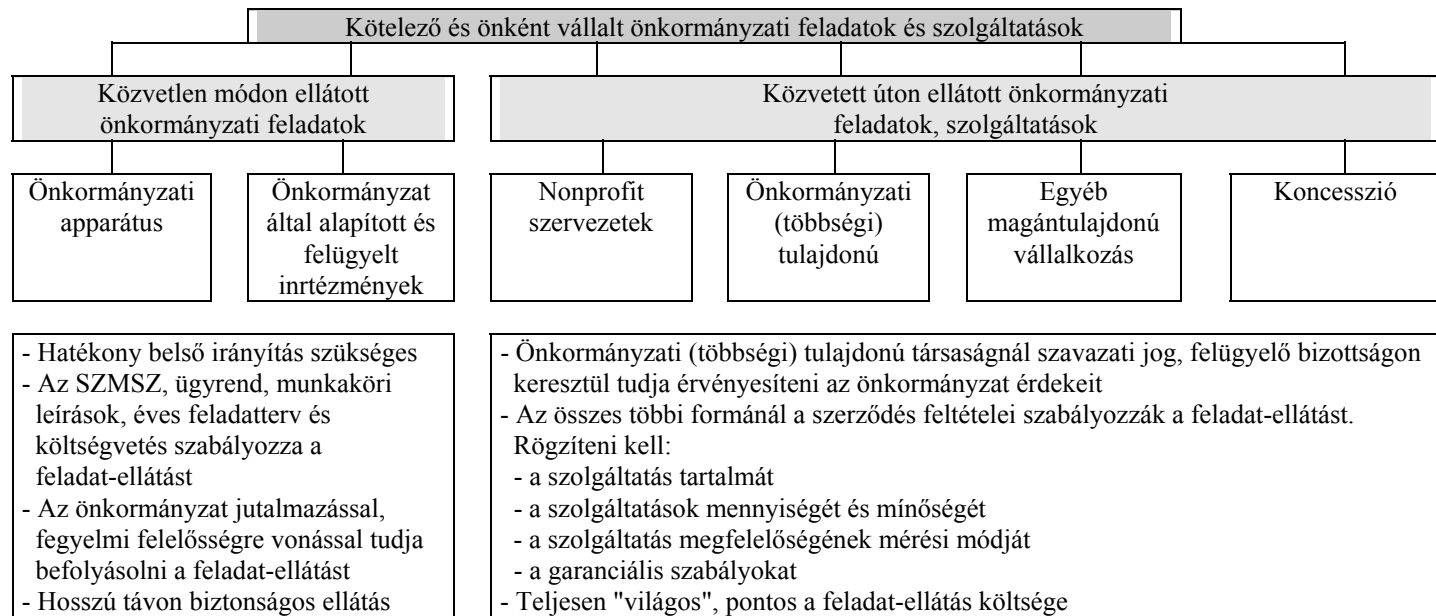 Kötelező és önként vállalt önkormányzati feladatok és szolgáltatások
Közvetlen módon ellátott
önkormányzati feladatok
Közvetett úton ellátott önkormányzati
feladatok, szolgáltatások
Önkormányzati
apparátus
Önkormányzat
által alapított és
felügyelt
inrtézmények
Nonprofit
szervezetek
Önkormányzati
(többségi)
tulajdonú
Egyéb
magántulajdonú
vállalkozás
Koncesszió
- Hatékony belső irányítás szükséges
- Az SZMSZ, ügyrend, munkaköri
leírások, éves feladatterv és
költségvetés szabályozza a
feladat-ellátást
- Az önkormányzat jutalmazással,
fegyelmi felelősségre vonással tudja
befolyásolni a feladat-ellátást
- Hosszú távon biztonságos ellátás
- Önkormányzati (többségi) tulajdonú társaságnál szavazati jog, felügyelő bizottságon
keresztül tudja érvényesíteni az önkormányzat érdekeit
- Az összes többi formánál a szerződés feltételei szabályozzák a feladat-ellátást.
Rögzíteni kell:
- a szolgáltatás tartalmát
- a szolgáltatások mennyiségét és mínőségét
- a szolgáltatás megfelelőségének mérési módját
- a garanciális szabályokat
- Teljesen "világos", pontos a feladat-ellátás költsége